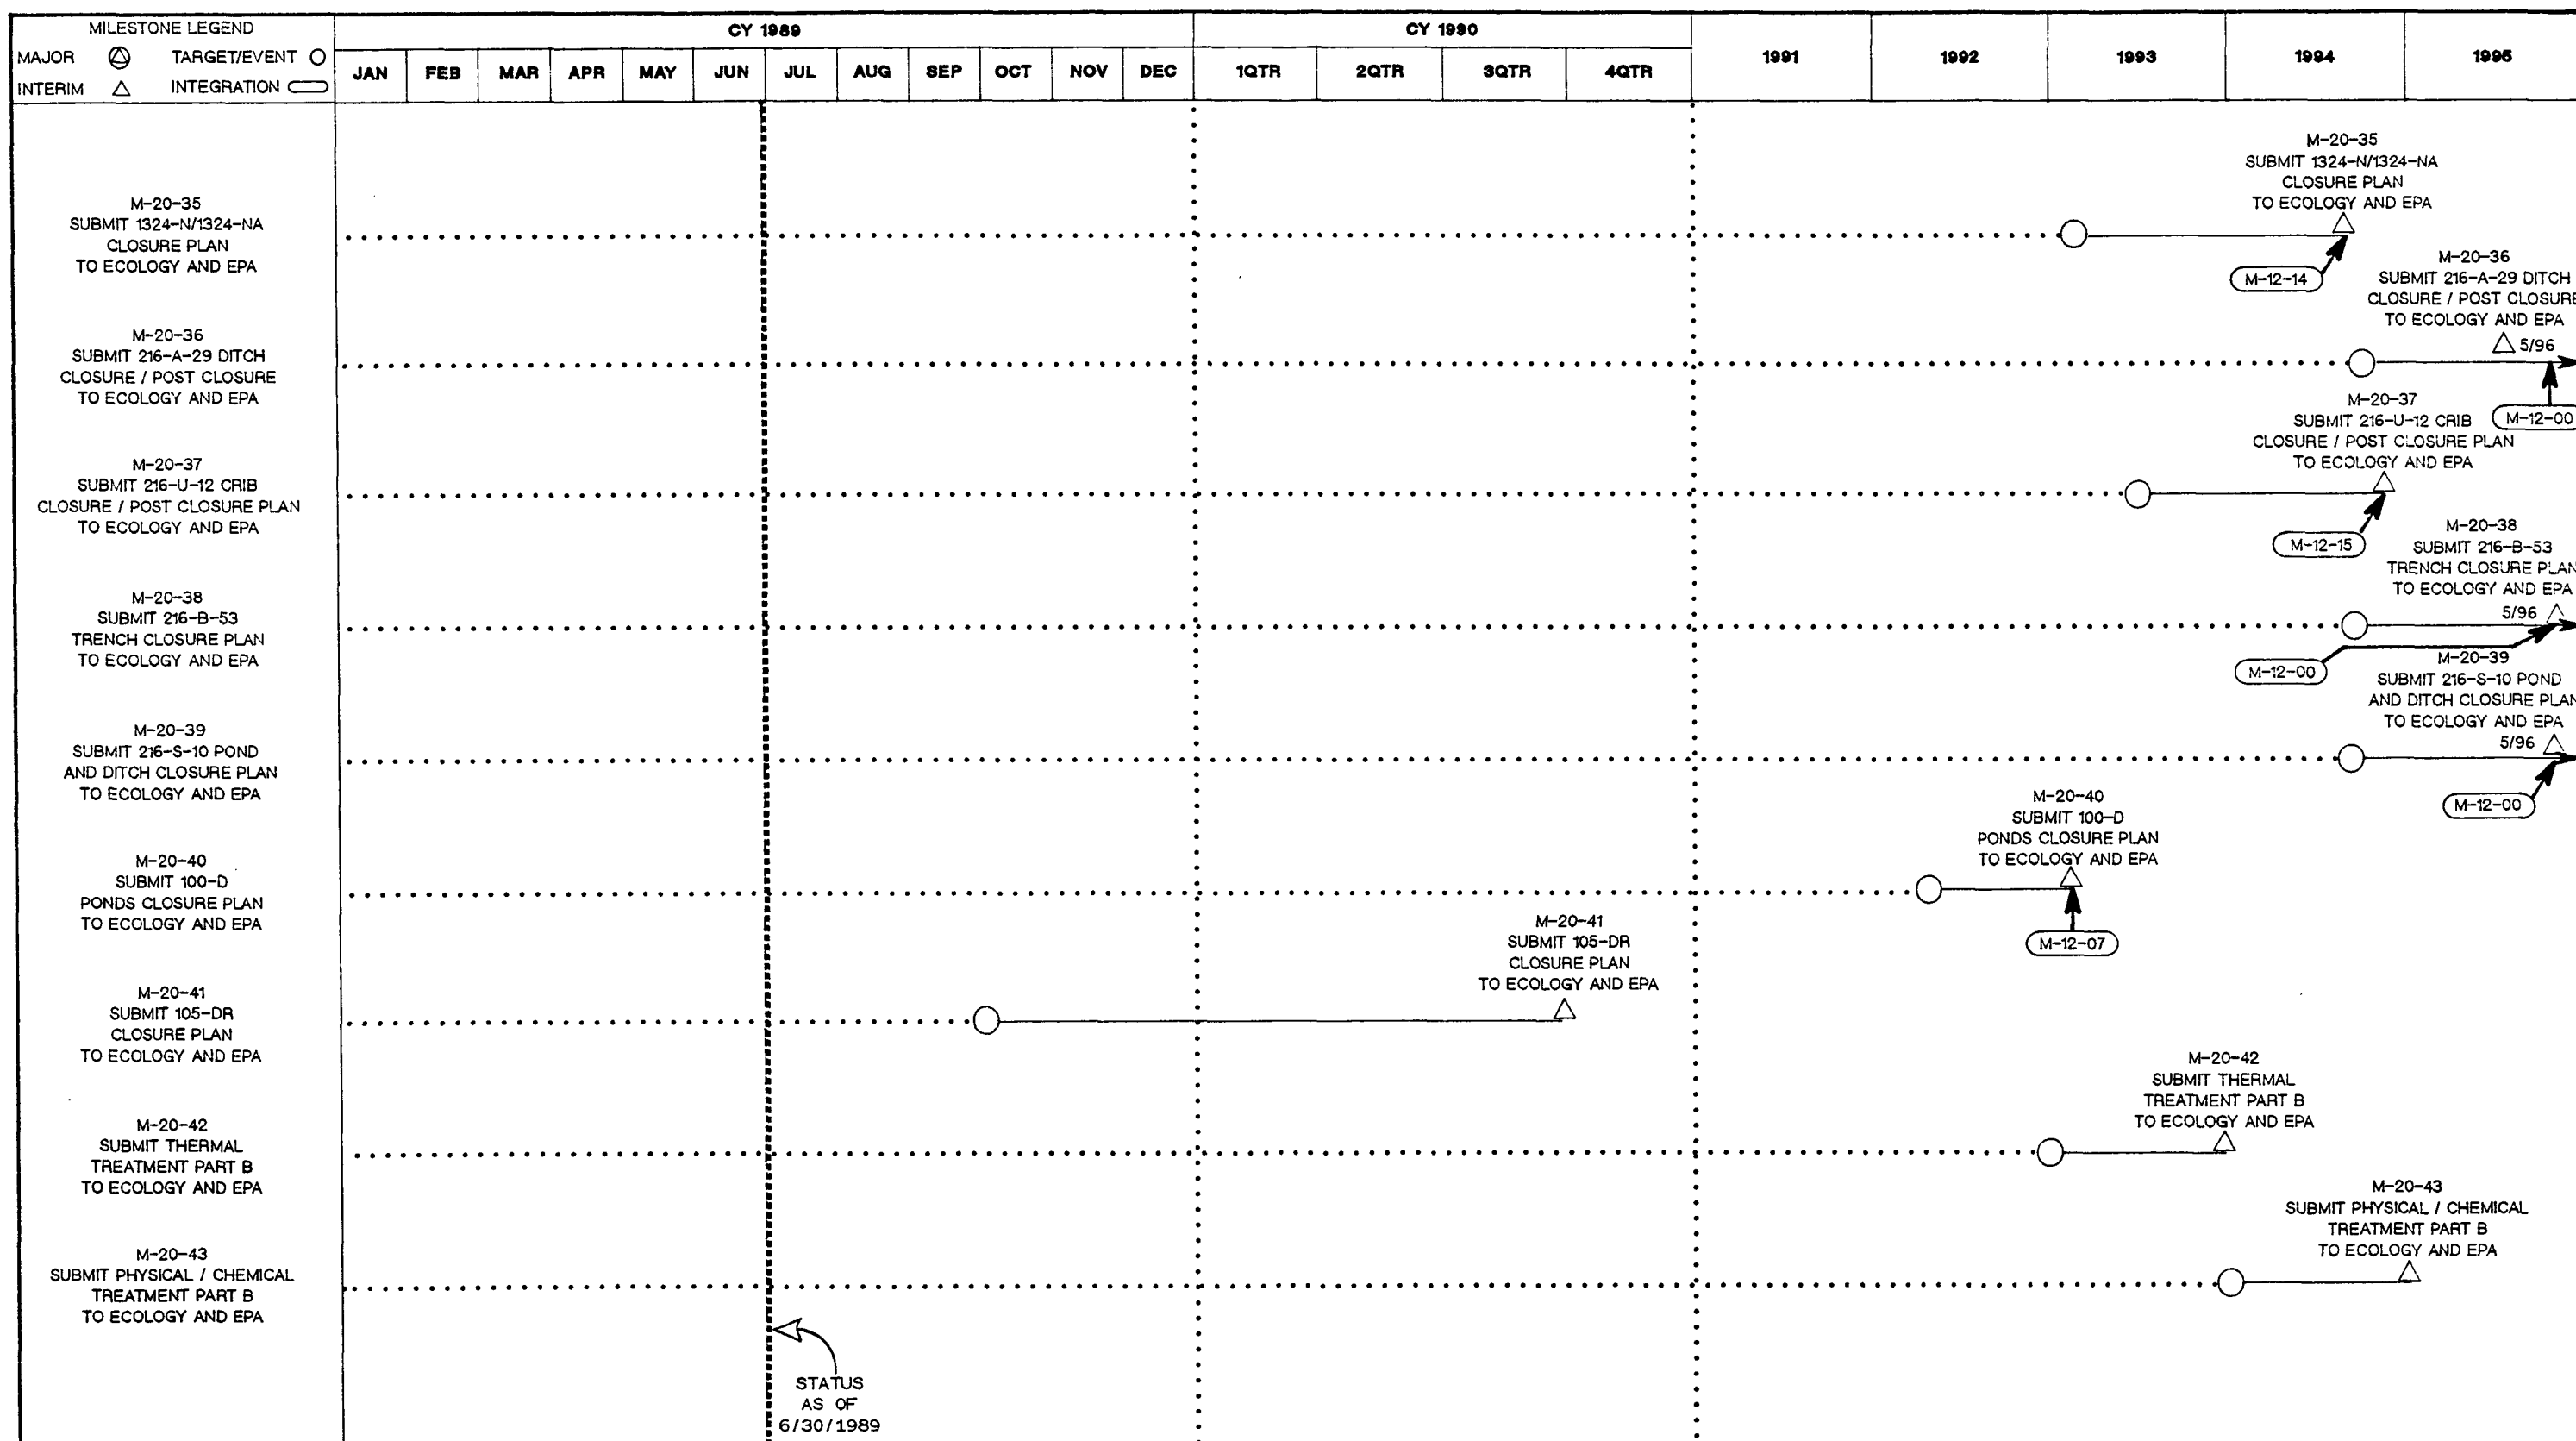 MILESTONE LEGEND
MAJOR TARGET/EVENT
INTERIM INTEGRATION
CY 1989
CY 1990
JAN FEB MAR APR MAY JUN JUL AUG SEP OCT NOV DEC 1QTR 2QTR 3QTR 4QTR 1991 1992 1993 1994 1995
M-20-35
SUBMIT 1324-N/1324-NA
CLOSURE PLAN
TO ECOLOGY AND EPA
M-20-35
SUBMIT 1324-N/1324-NA
CLOSURE PLAN
TO ECOLOGY AND EPA
M-12-14
M-20-36
SUBMIT 216-A-29 DITCH
CLOSURE / POST CLOSURE
TO ECOLOGY AND EPA
M-20-36
SUBMIT 216-A-29 DITCH
CLOSURE / POST CLOSURE
TO ECOLOGY AND EPA
5/96
M-12-00
M-20-37
SUBMIT 216-U-12 CRIB
CLOSURE / POST CLOSURE PLAN
TO ECOLOGY AND EPA
M-20-37
SUBMIT 216-U-12 CRIB
CLOSURE / POST CLOSURE PLAN
TO ECOLOGY AND EPA
M-12-15
M-20-38
SUBMIT 216-B-53
TRENCH CLOSURE PLAN
TO ECOLOGY AND EPA
M-20-38
SUBMIT 216-B-53
TRENCH CLOSURE PLAN
TO ECOLOGY AND EPA
5/96
M-12-00
M-20-39
SUBMIT 216-S-10 POND
AND DITCH CLOSURE PLAN
TO ECOLOGY AND EPA
M-20-39
SUBMIT 216-S-10 POND
AND DITCH CLOSURE PLAN
TO ECOLOGY AND EPA
5/96
M-12-00
M-20-40
SUBMIT 100-D
PONDS CLOSURE PLAN
TO ECOLOGY AND EPA
M-20-40
SUBMIT 100-D
PONDS CLOSURE PLAN
TO ECOLOGY AND EPA
M-12-07
M-20-41
SUBMIT 105-DR
CLOSURE PLAN
TO ECOLOGY AND EPA
M-20-41
SUBMIT 105-DR
CLOSURE PLAN
TO ECOLOGY AND EPA
M-20-42
SUBMIT THERMAL
TREATMENT PART B
TO ECOLOGY AND EPA
M-20-42
SUBMIT THERMAL
TREATMENT PART B
TO ECOLOGY AND EPA
M-20-43
SUBMIT PHYSICAL / CHEMICAL
TREATMENT PART B
TO ECOLOGY AND EPA
M-20-43
SUBMIT PHYSICAL / CHEMICAL
TREATMENT PART B
TO ECOLOGY AND EPA
STATUS
AS OF
6/30/1989